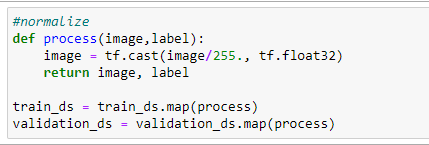 #normalize
def process(image,label):
    image = tf.cast(image/255., tf.float32)
    return image, label

train_ds = train_ds.map(process)
validation_ds = validation_ds.map(process)